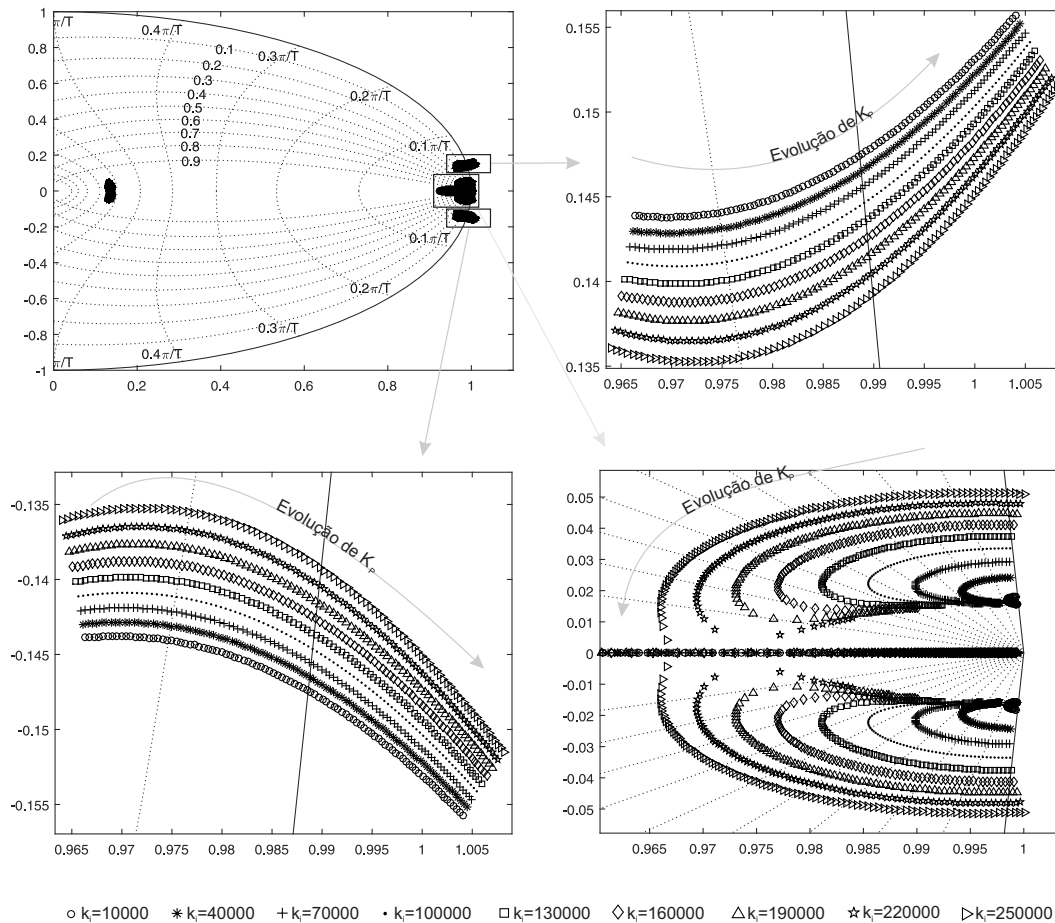 1
0.8
0.6
0.4
0.2
0
-0.2
-0.4
-0.6
-0.8
-1
0 0.2 0.4 0.6 0.8 1
π/T
0.4π/T
0.3π/T
0.2π/T
0.1π/T
0.1
0.2
0.3
0.4
0.5
0.6
0.7
0.8
0.9
0.1π/T
0.2π/T
0.3π/T
0.4π/T
π/T
0.155
0.15
0.145
0.14
0.135
0.965 0.97 0.975 0.98 0.985 0.99 0.995 1 1.005
Evolução de Kₚ
-0.135
-0.14
-0.145
-0.15
-0.155
0.965 0.97 0.975 0.98 0.985 0.99 0.995 1 1.005
Evolução de Kₚ
0.05
0.04
0.03
0.02
0.01
0
-0.01
-0.02
-0.03
-0.04
-0.05
0.965 0.97 0.975 0.98 0.985 0.99 0.995 1
Evolução de Kₚ
kᵢ=10000 kᵢ=40000 kᵢ=70000 kᵢ=100000 kᵢ=130000 kᵢ=160000 kᵢ=190000 kᵢ=220000 kᵢ=250000